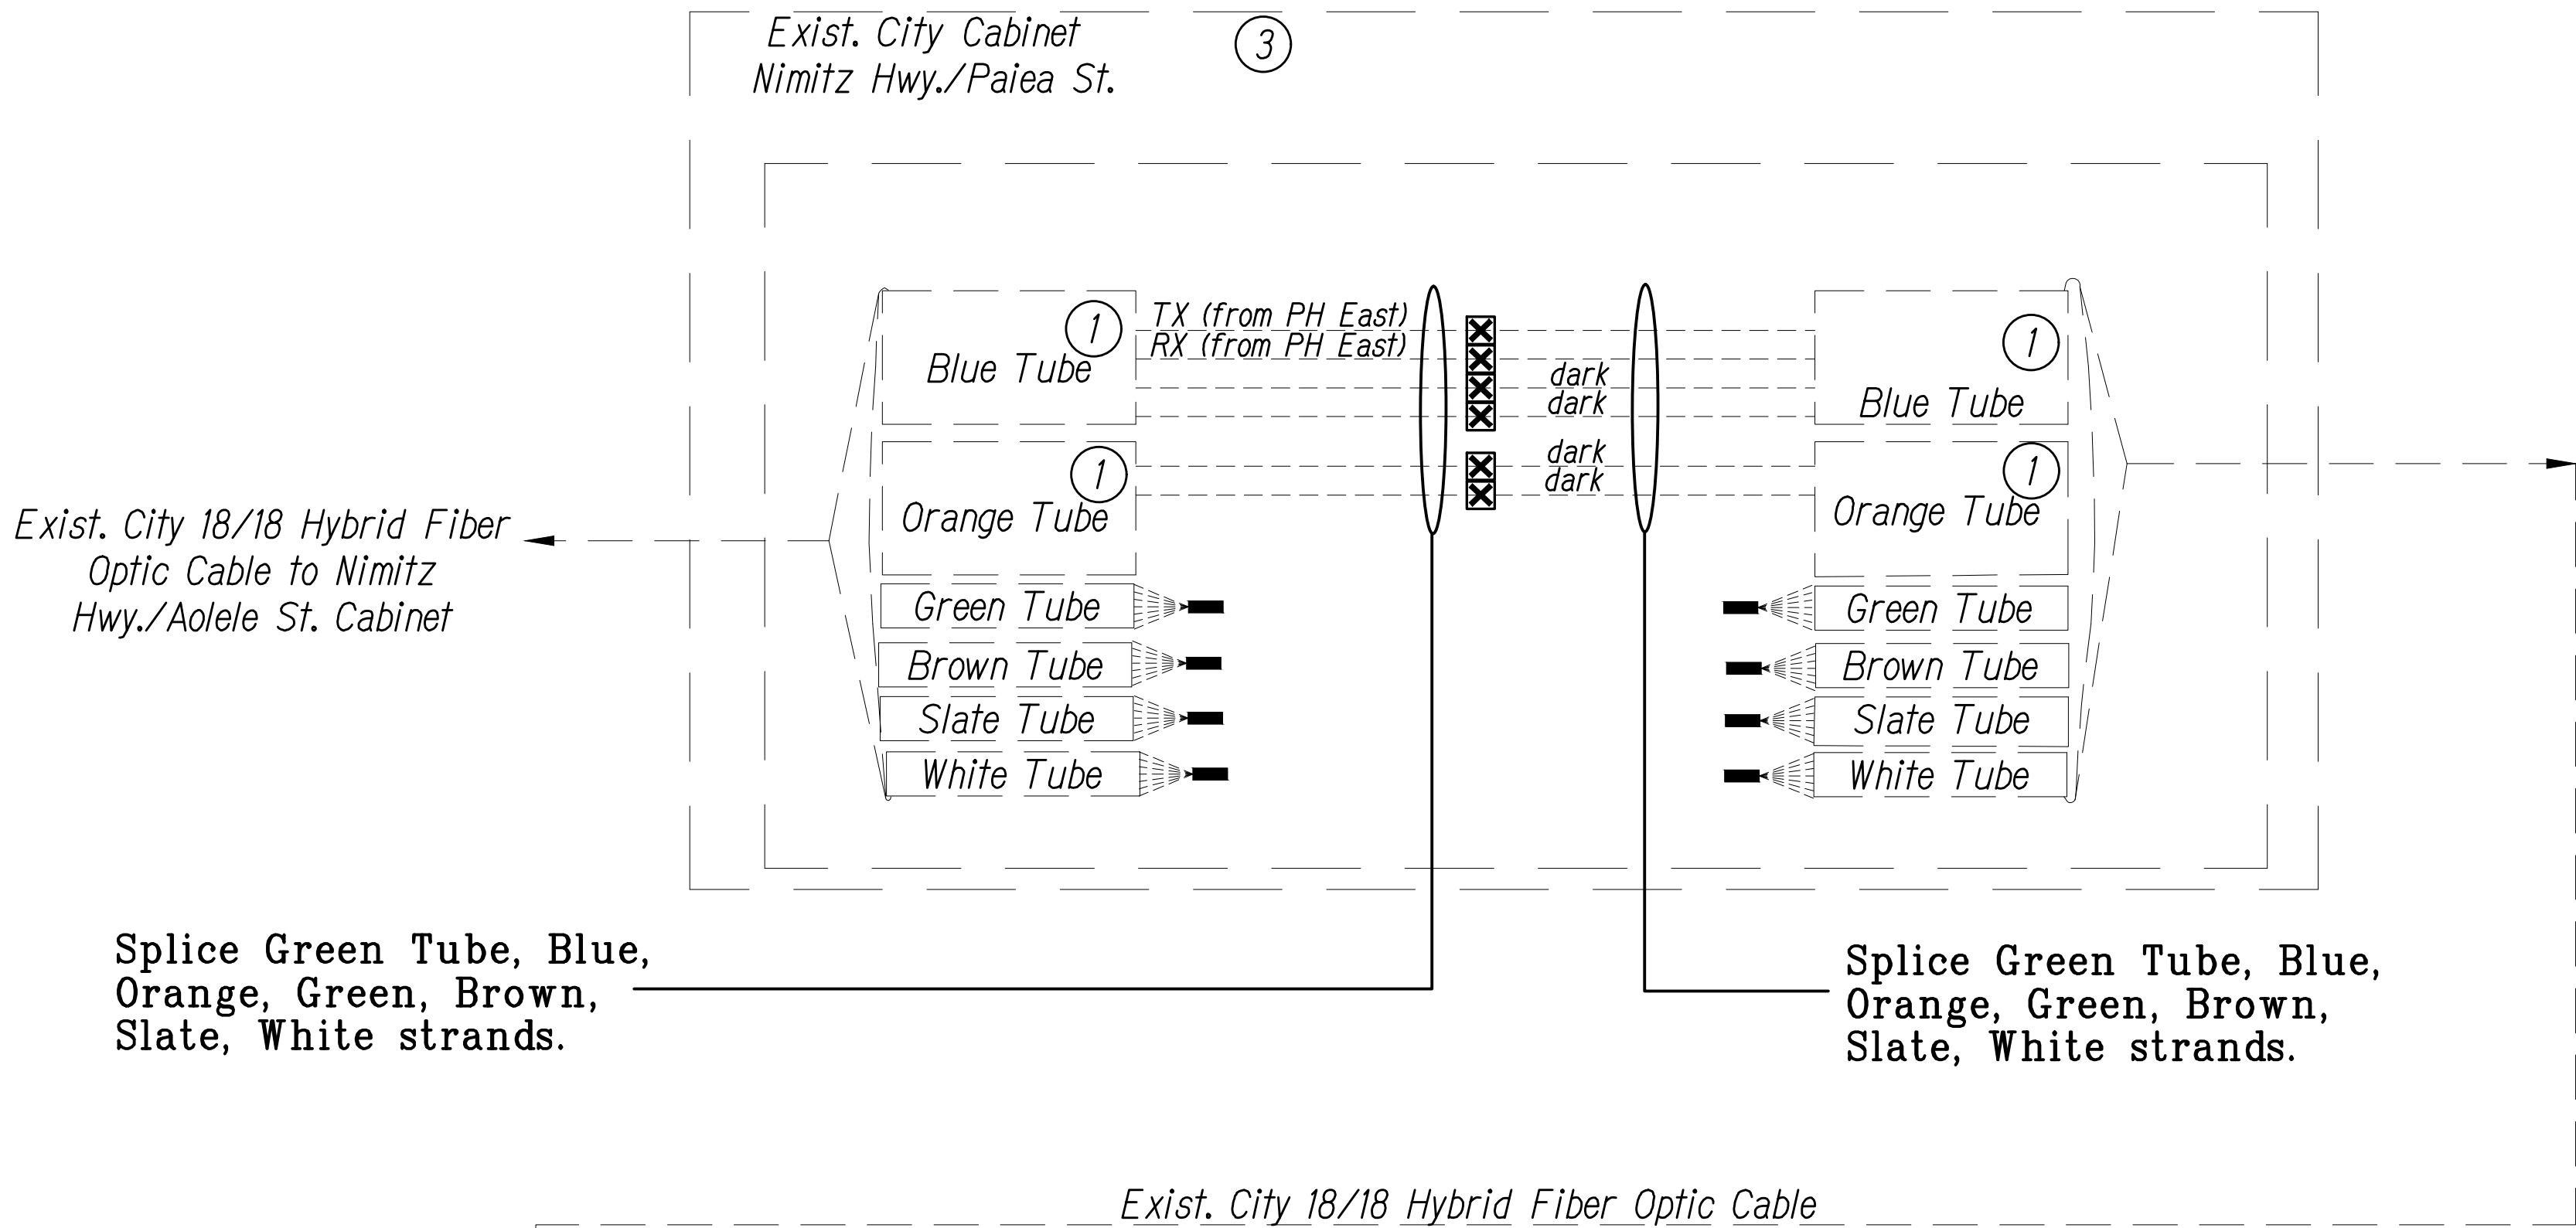 Exist. City Cabinet
Nimitz Hwy./Paiea St.
3
1
TX (from PH East)
RX (from PH East)
Blue Tube
dark
dark
1
Blue Tube
1
Orange Tube
dark
dark
1
Orange Tube
Exist. City 18/18 Hybrid Fiber
Optic Cable to Nimitz
Hwy./Aolele St. Cabinet
Green Tube
Brown Tube
Slate Tube
White Tube
Green Tube
Brown Tube
Slate Tube
White Tube
Splice Green Tube, Blue,
Orange, Green, Brown,
Slate, White strands.
Splice Green Tube, Blue,
Orange, Green, Brown,
Slate, White strands.
Exist. City 18/18 Hybrid Fiber Optic Cable